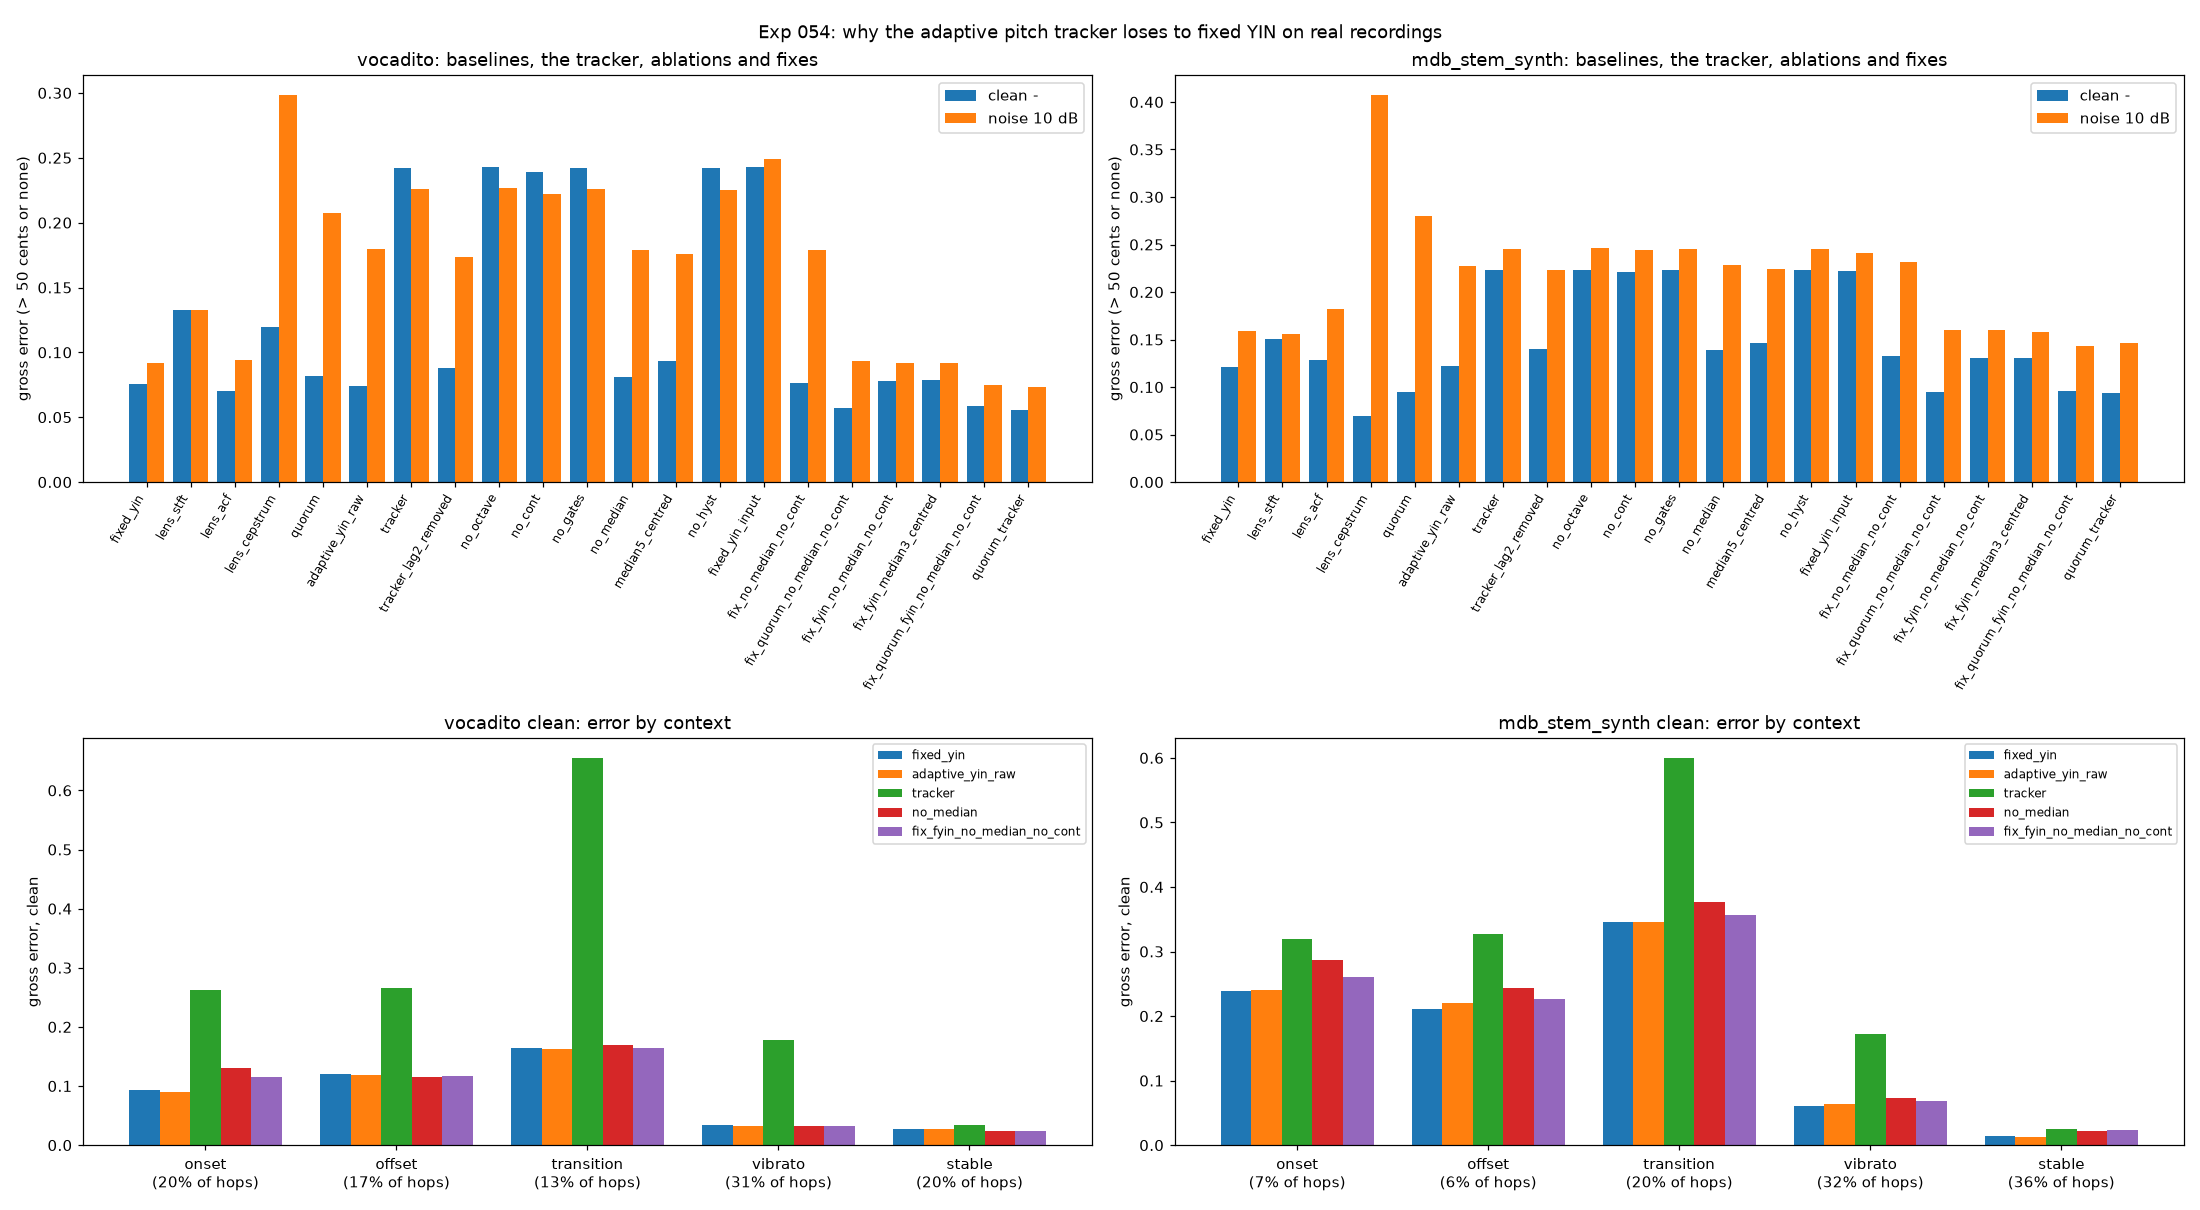 Exp 054: why the adaptive pitch tracker loses to fixed YIN on real recordings
vocadito: baselines, the tracker, ablations and fixes
gross error (> 50 cents or none)
0.30
0.25
0.20
0.15
0.10
0.05
0.00
clean -
noise 10 dB
fixed_yin
lens_stft
lens_acf
lens_cepstrum
quorum
adaptive_yin_raw
tracker
tracker_lag2_removed
no_octave
no_cont
no_gates
no_median
median5_centred
no_hyst
fixed_yin_input
fix_no_median_no_cont
fix_quorum_no_median_no_cont
fix_fyin_no_median_no_cont
fix_fyin_median3_centred
fix_quorum_fyin_no_median_no_cont
quorum_tracker
mdb_stem_synth: baselines, the tracker, ablations and fixes
gross error (> 50 cents or none)
0.40
0.35
0.30
0.25
0.20
0.15
0.10
0.05
0.00
clean -
noise 10 dB
fixed_yin
lens_stft
lens_acf
lens_cepstrum
quorum
adaptive_yin_raw
tracker
tracker_lag2_removed
no_octave
no_cont
no_gates
no_median
median5_centred
no_hyst
fixed_yin_input
fix_no_median_no_cont
fix_quorum_no_median_no_cont
fix_fyin_no_median_no_cont
fix_fyin_median3_centred
fix_quorum_fyin_no_median_no_cont
quorum_tracker
vocadito clean: error by context
gross error, clean
0.6
0.5
0.4
0.3
0.2
0.1
0.0
fixed_yin
adaptive_yin_raw
tracker
no_median
fix_fyin_no_median_no_cont
onset
(20% of hops)
offset
(17% of hops)
transition
(13% of hops)
vibrato
(31% of hops)
stable
(20% of hops)
mdb_stem_synth clean: error by context
gross error, clean
0.6
0.5
0.4
0.3
0.2
0.1
0.0
fixed_yin
adaptive_yin_raw
tracker
no_median
fix_fyin_no_median_no_cont
onset
(7% of hops)
offset
(6% of hops)
transition
(20% of hops)
vibrato
(32% of hops)
stable
(36% of hops)